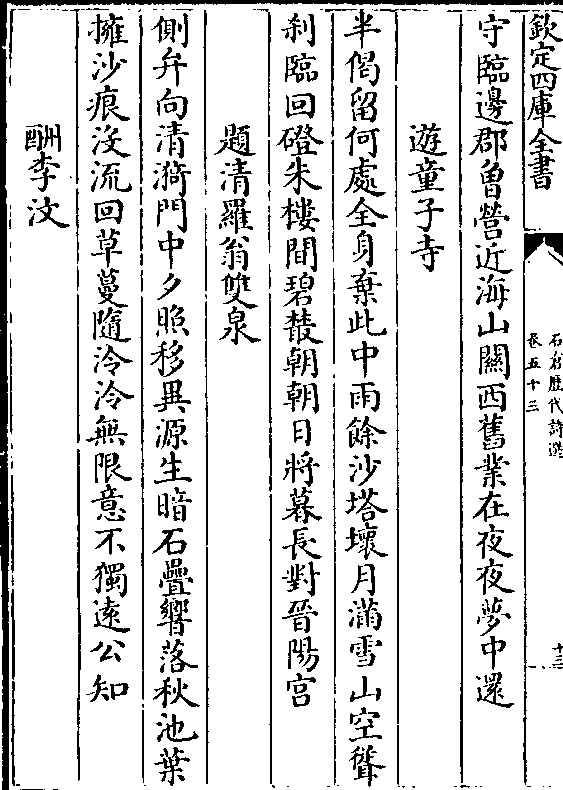 欽定四庫全書
石倉歷代詩選
卷五十三
十三
守臨邊郡曾營近海山關西舊業在夜夜夢中還
遊童子寺
半偈留何處全身棄此中雨餘沙塔壞月滿雪山空聳
刹臨回磴朱樓間碧叢朝朝日將暮長對晉陽宮
題清羅翁雙泉
側弁向清漪門中夕照移異源生暗石疊響落秋池葉
擁沙痕沒流回草蔓隨泠泠無限意不獨遠公知
酬李汶